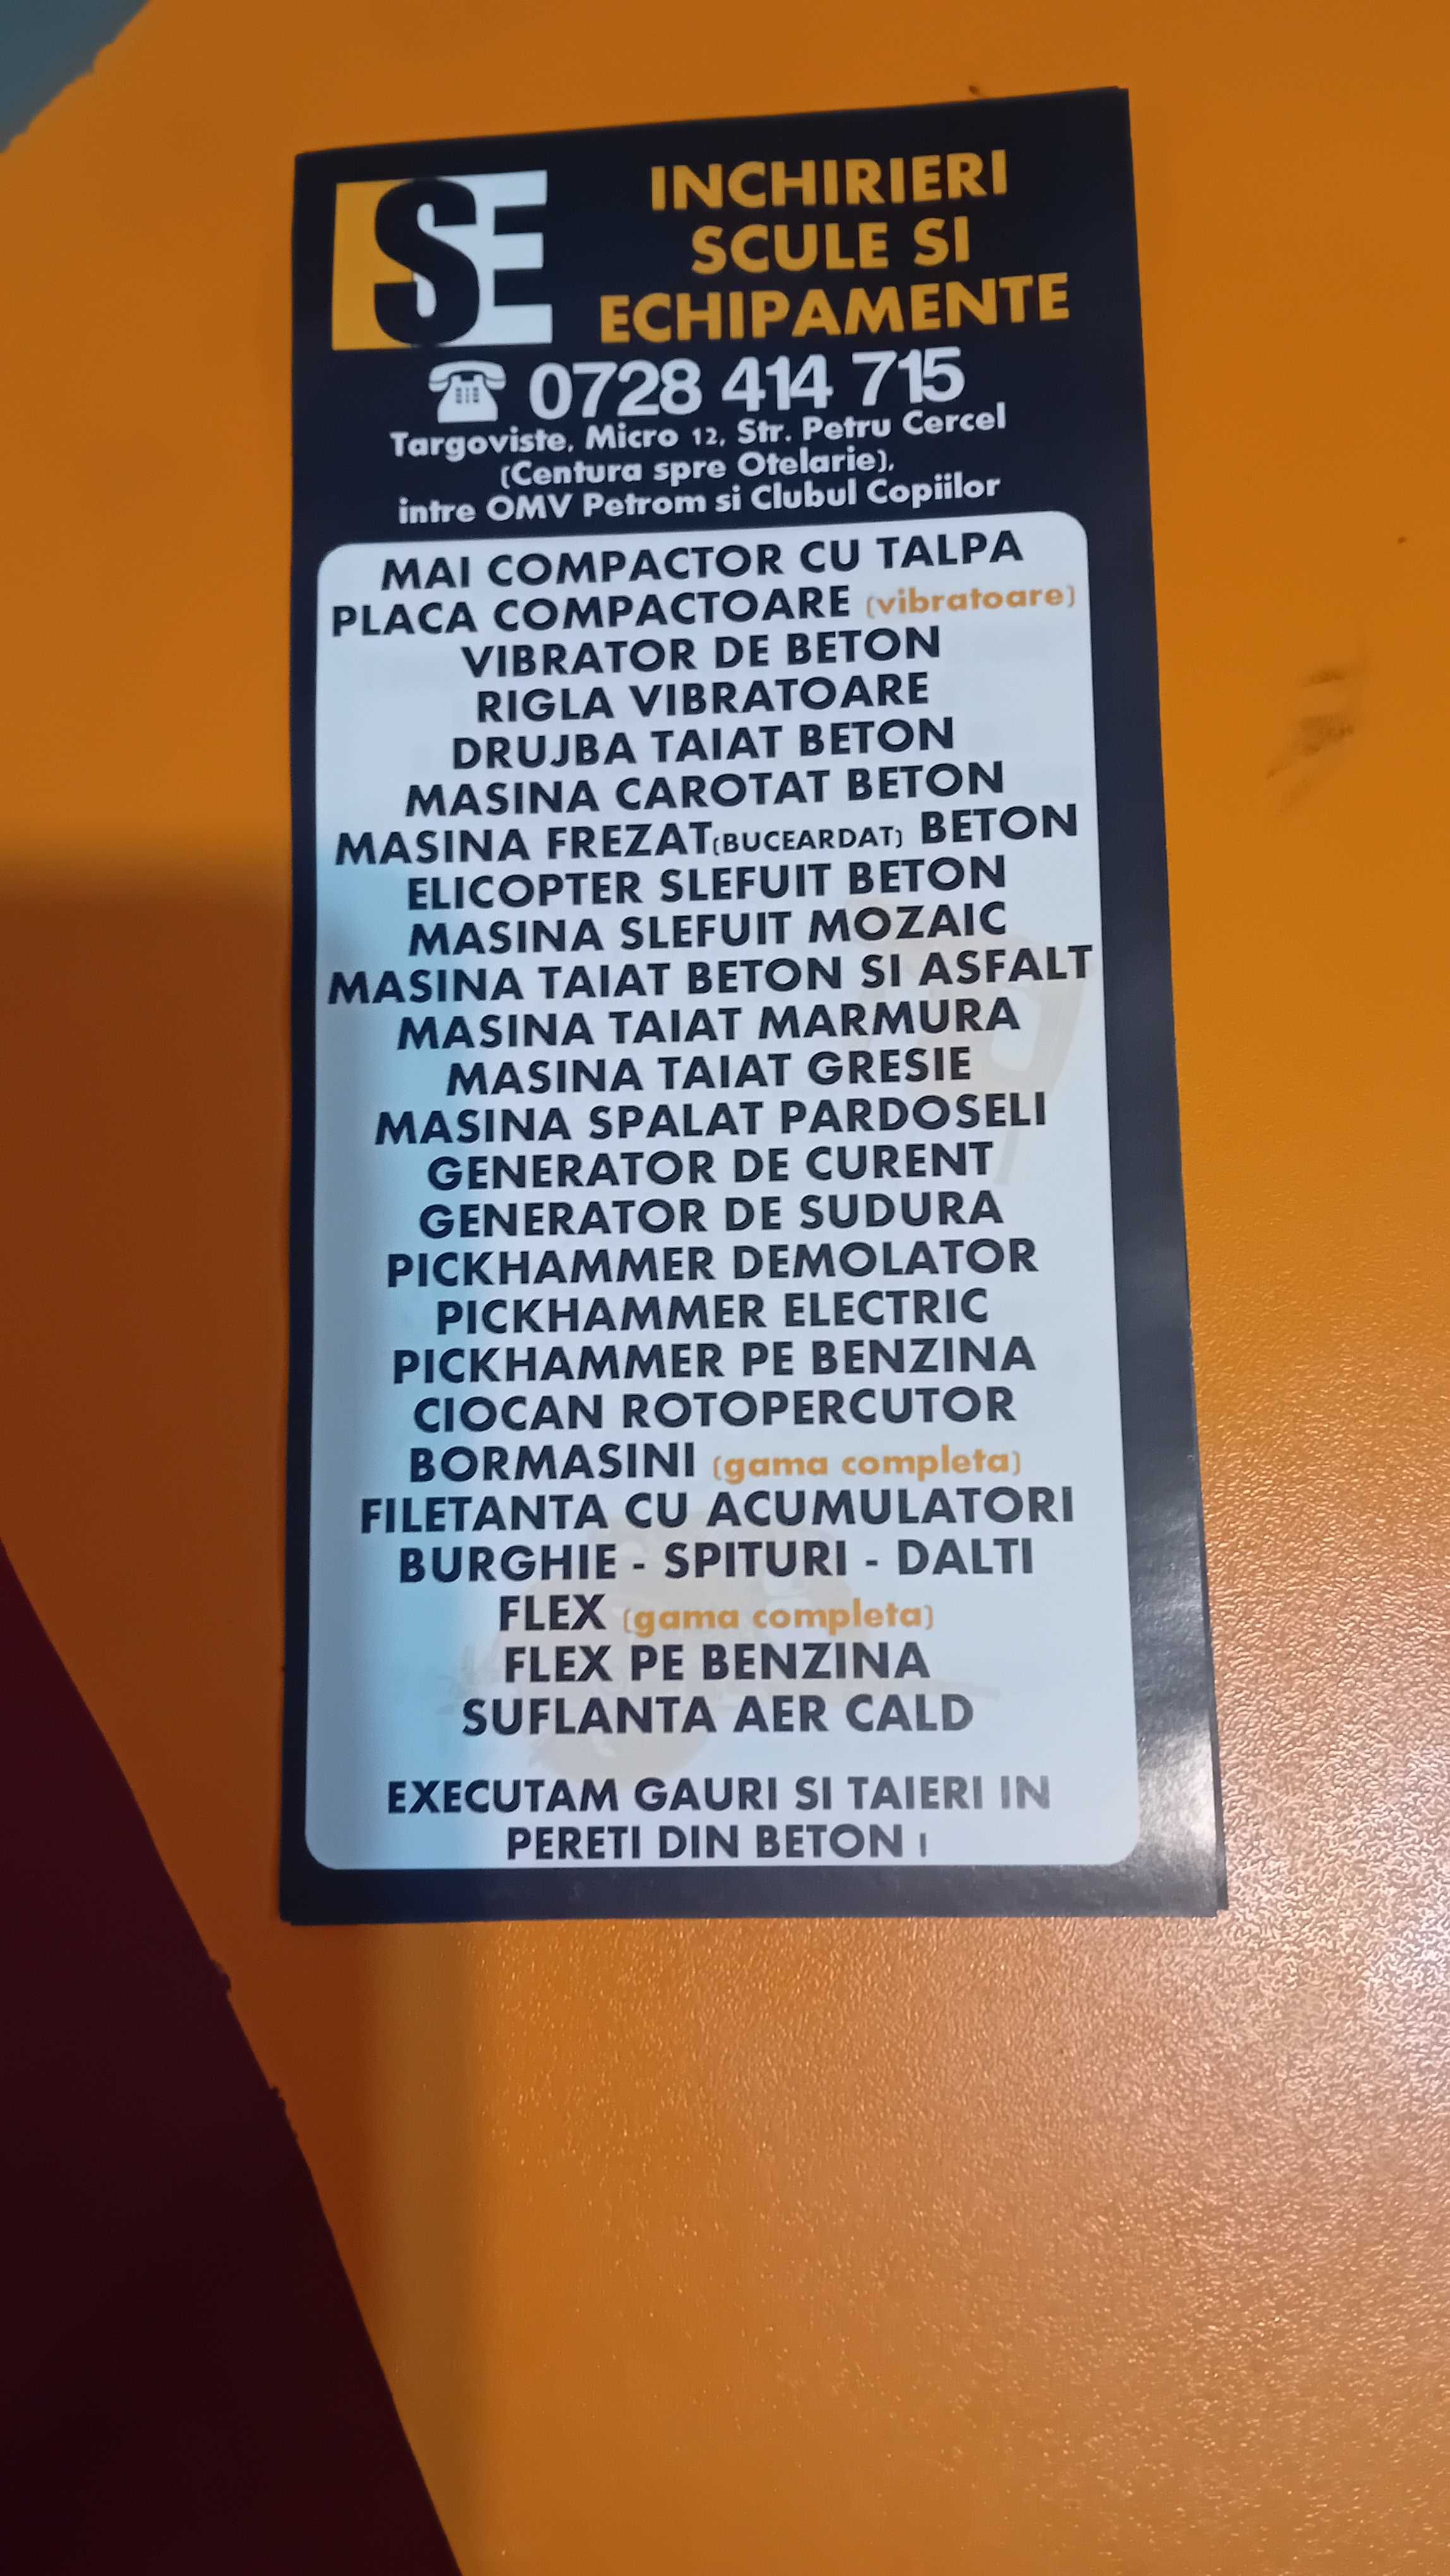 SE
INCHIRIERI
SCULE SI
ECHIPAMENTE
0728 414 715
Targoviste, Micro 12, Str. Petru Cercel
(Centura spre Otelarie),
intre OMV Petrom si Clubul Copiilor
MAI COMPACTOR CU TALPA
PLACA COMPACTOARE (vibratoare)
VIBRATOR DE BETON
RIGLA VIBRATOARE
DRUJBA TAIAT BETON
MASINA CAROTAT BETON
MASINA FREZAT(BUCEARDAT) BETON
ELICOPTER SLEFUIT BETON
MASINA SLEFUIT MOZAIC
MASINA TAIAT BETON SI ASFALT
MASINA TAIAT MARMURA
MASINA TAIAT GRESIE
MASINA SPALAT PARDOSELI
GENERATOR DE CURENT
GENERATOR DE SUDURA
PICKHAMMER DEMOLATOR
PICKHAMMER ELECTRIC
PICKHAMMER PE BENZINA
CIOCAN ROTOPERCUTOR
BORMASINI (gama completa)
FILETANTA CU ACUMULATORI
BURGHIE - SPITURI - DALTI
FLEX (gama completa)
FLEX PE BENZINA
SUFLANTA AER CALD
EXECUTAM GAURI SI TAIERI IN
PERETI DIN BETON !